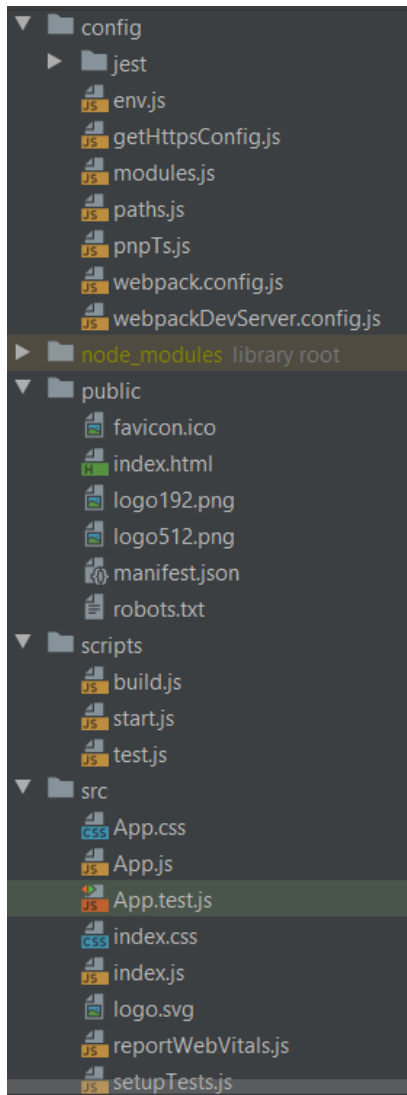 config
jest
env.js
getHttpsConfig.js
modules.js
paths.js
pnpTs.js
webpack.config.js
webpackDevServer.config.js
node_modules library root
public
favicon.ico
index.html
logo192.png
logo512.png
manifest.json
robots.txt
scripts
build.js
start.js
test.js
src
App.css
App.js
App.test.js
index.css
index.js
logo.svg
reportWebVitals.js
setupTests.js